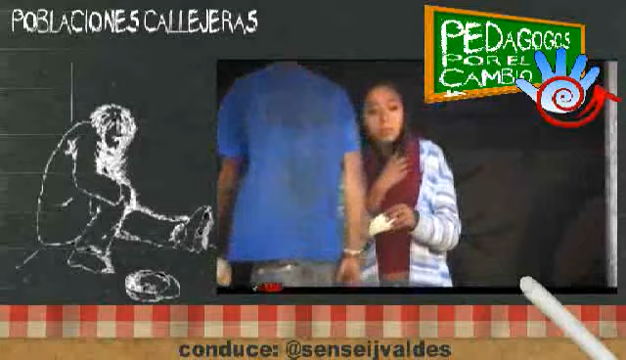 POBLACIONES CALLEJERAS
PEDAGOGOS
POR EL
CAMBIO
conduce: @senseijvaldes